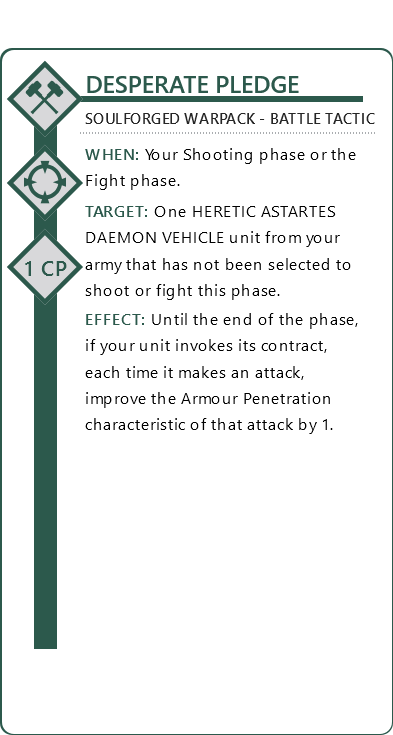 DESPERATE PLEDGE
SOULFORGED WARPACK - BATTLE TACTIC
WHEN: Your Shooting phase or the
Fight phase.
TARGET: One HERETIC ASTARTES
DAEMON VEHICLE unit from your
army that has not been selected to
shoot or fight this phase.
1 CP
EFFECT: Until the end of the phase,
if your unit invokes its contract,
each time it makes an attack,
improve the Armour Penetration
characteristic of that attack by 1.